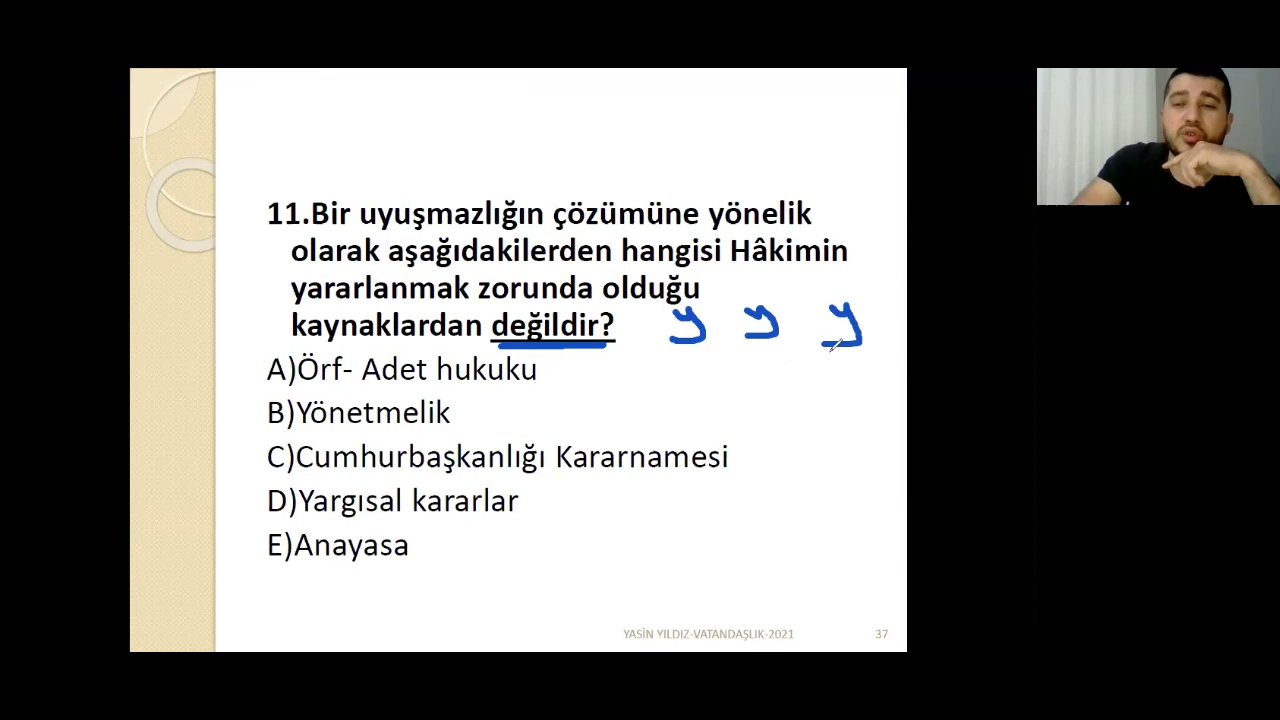 11.Bir uyuşmazlığın çözümüne yönelik
olarak aşağıdakilerden hangisi Hâkimin
yararlanmak zorunda olduğu
kaynaklardan değildir? y y y
A)Örf- Adet hukuku
B)Yönetmelik
C)Cumhurbaşkanlığı Kararnamesi
D)Yargısal kararlar
E)Anayasa
YASİN YILDIZ-VATANDAŞLIK-2021 37